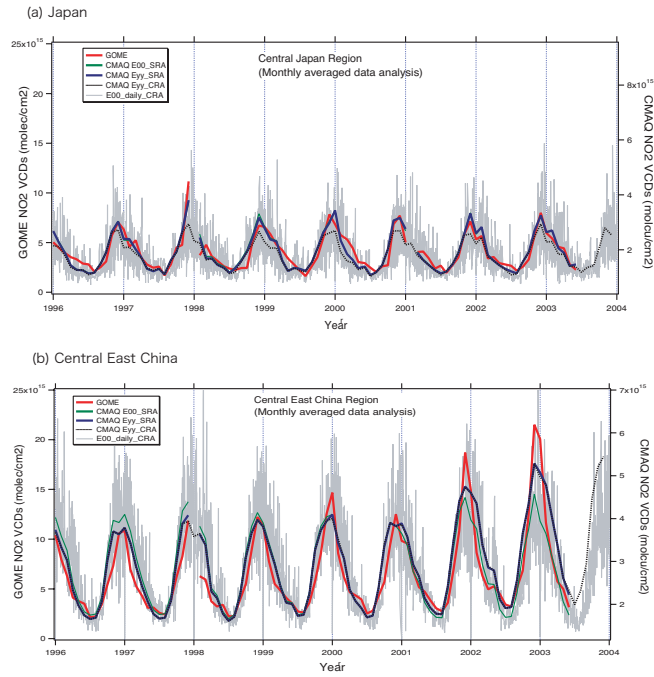 (a) Japan
25x10^15
20
15
10
5
0
GOME NO2 VCDs (molec/cm2)
GOME
CMAQ E00_SRA
CMAQ Eyy_SRA
CMAQ Eyy_CRA
E00_daily_CRA
Central Japan Region
(Monthly averaged data analysis)
8x10^15
6
4
2
CMAQ NO2 VCDs (molcu/cm2)
1996 1997 1998 1999 2000 2001 2002 2003 2004
Year
(b) Central East China
25x10^15
20
15
10
5
0
GOME NO2 VCDs (molec/cm2)
GOME
CMAQ E00_SRA
CMAQ Eyy_SRA
CMAQ Eyy_CRA
E00_daily_CRA
Central East China Region
(Monthly averaged data analysis)
7x10^15
6
5
4
3
2
CMAQ NO2 VCDs (molcu/cm2)
1996 1997 1998 1999 2000 2001 2002 2003 2004
Year